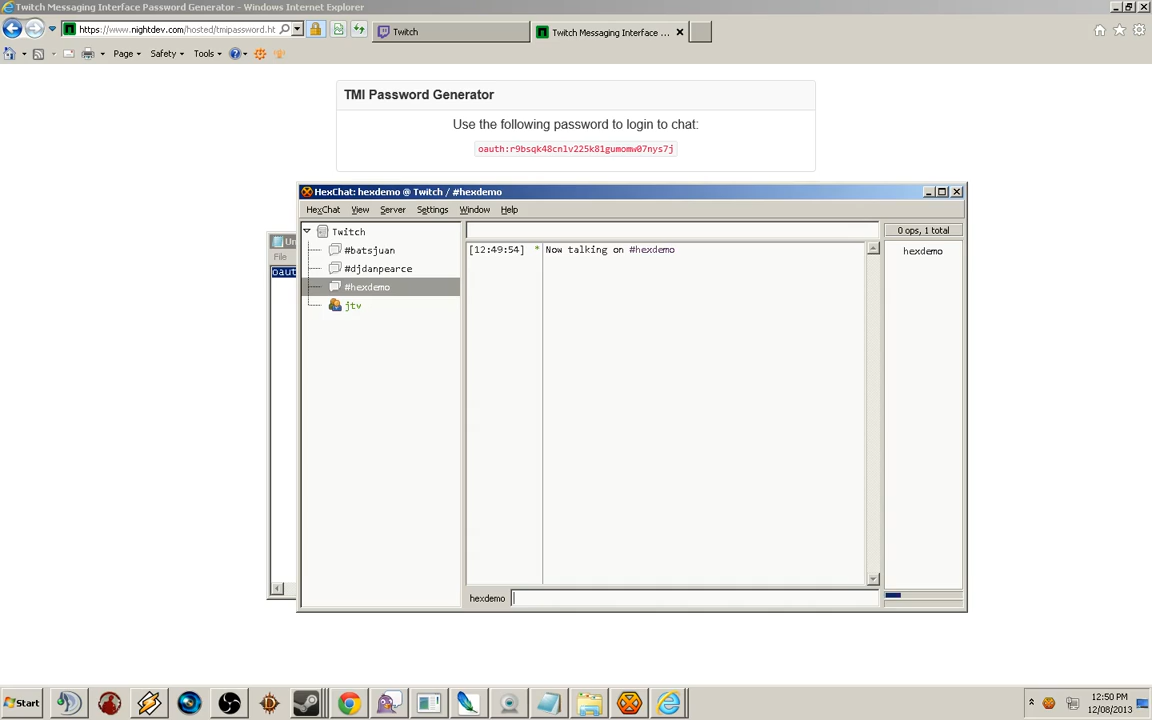 Twitch Messaging Interface Password Generator - Windows Internet Explorer
https://www.nightdev.com/hosted/tmipassword.ht
Twitch
Twitch Messaging Interface ...
Page
Safety
Tools
TMI Password Generator
Use the following password to login to chat:
oauth:r9bsqk48cnlv225k81gumomw07nys7j
HexChat: hexdemo @ Twitch / #hexdemo
HexChat View Server Settings Window Help
File
oaut
Twitch
#batsjuan
#djdanpearce
#hexdemo
jtv
[12:49:54] * Now talking on #hexdemo
0 ops, 1 total
hexdemo
hexdemo
Start
12:50 PM
12/08/2013